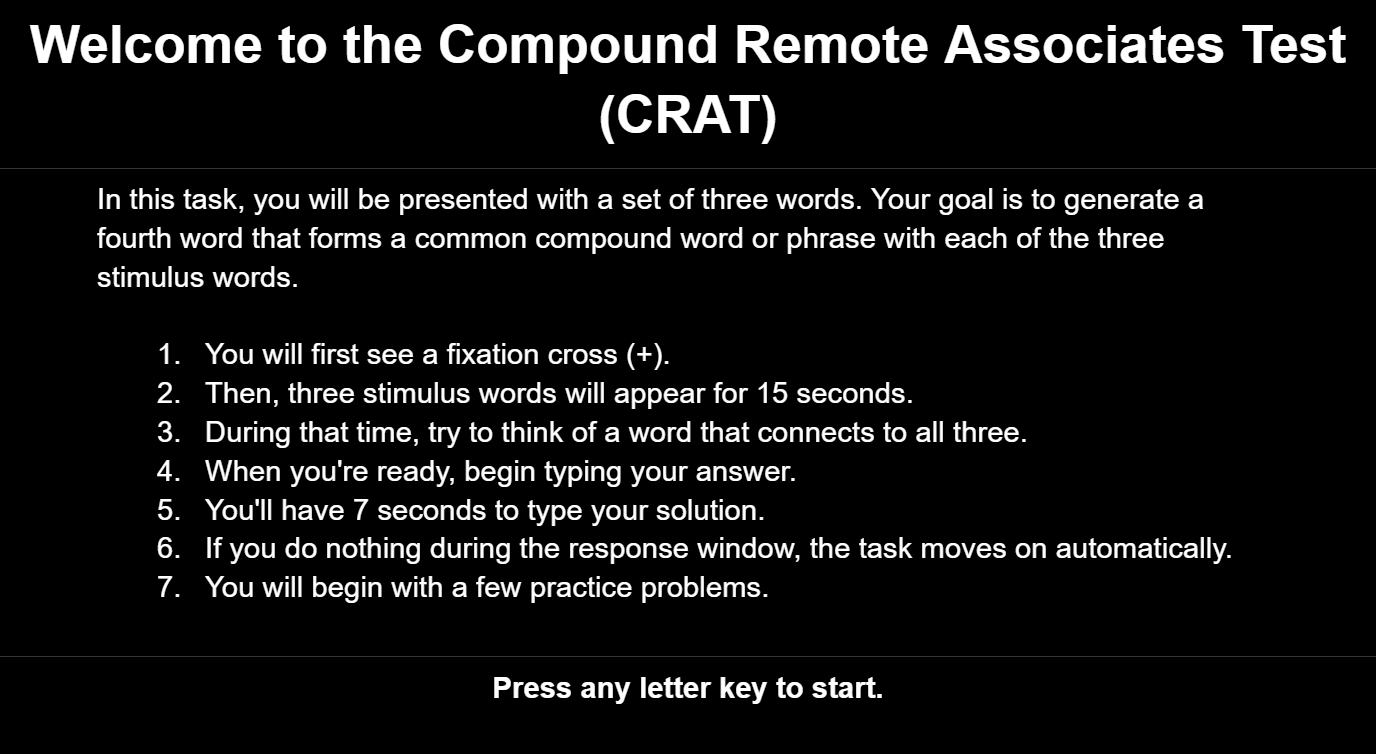 Welcome to the Compound Remote Associates Test
(CRAT)
In this task, you will be presented with a set of three words. Your goal is to generate a
fourth word that forms a common compound word or phrase with each of the three
stimulus words.
1. You will first see a fixation cross (+).
2. Then, three stimulus words will appear for 15 seconds.
3. During that time, try to think of a word that connects to all three.
4. When you're ready, begin typing your answer.
5. You'll have 7 seconds to type your solution.
6. If you do nothing during the response window, the task moves on automatically.
7. You will begin with a few practice problems.
Press any letter key to start.